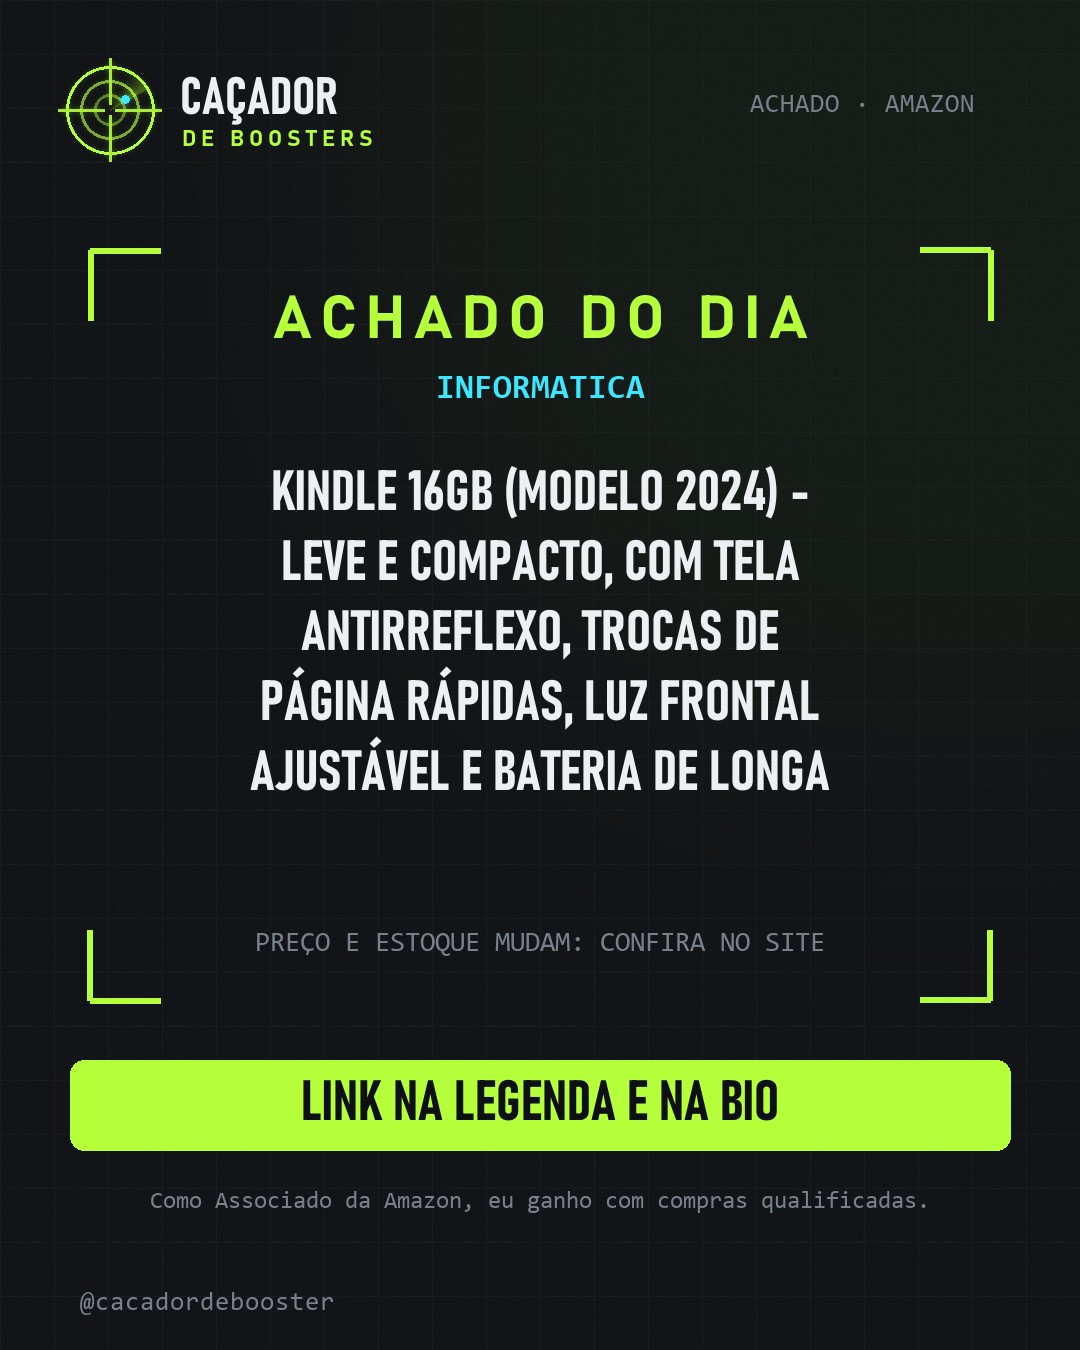 CAÇADOR
DE BOOSTERS
ACHADO · AMAZON
ACHADO DO DIA
INFORMATICA
KINDLE 16GB (MODELO 2024) -
LEVE E COMPACTO, COM TELA
ANTIRREFLEXO, TROCAS DE
PÁGINA RÁPIDAS, LUZ FRONTAL
AJUSTÁVEL E BATERIA DE LONGA
PREÇO E ESTOQUE MUDAM: CONFIRA NO SITE
LINK NA LEGENDA E NA BIO
Como Associado da Amazon, eu ganho com compras qualificadas.
@cacadordebooster